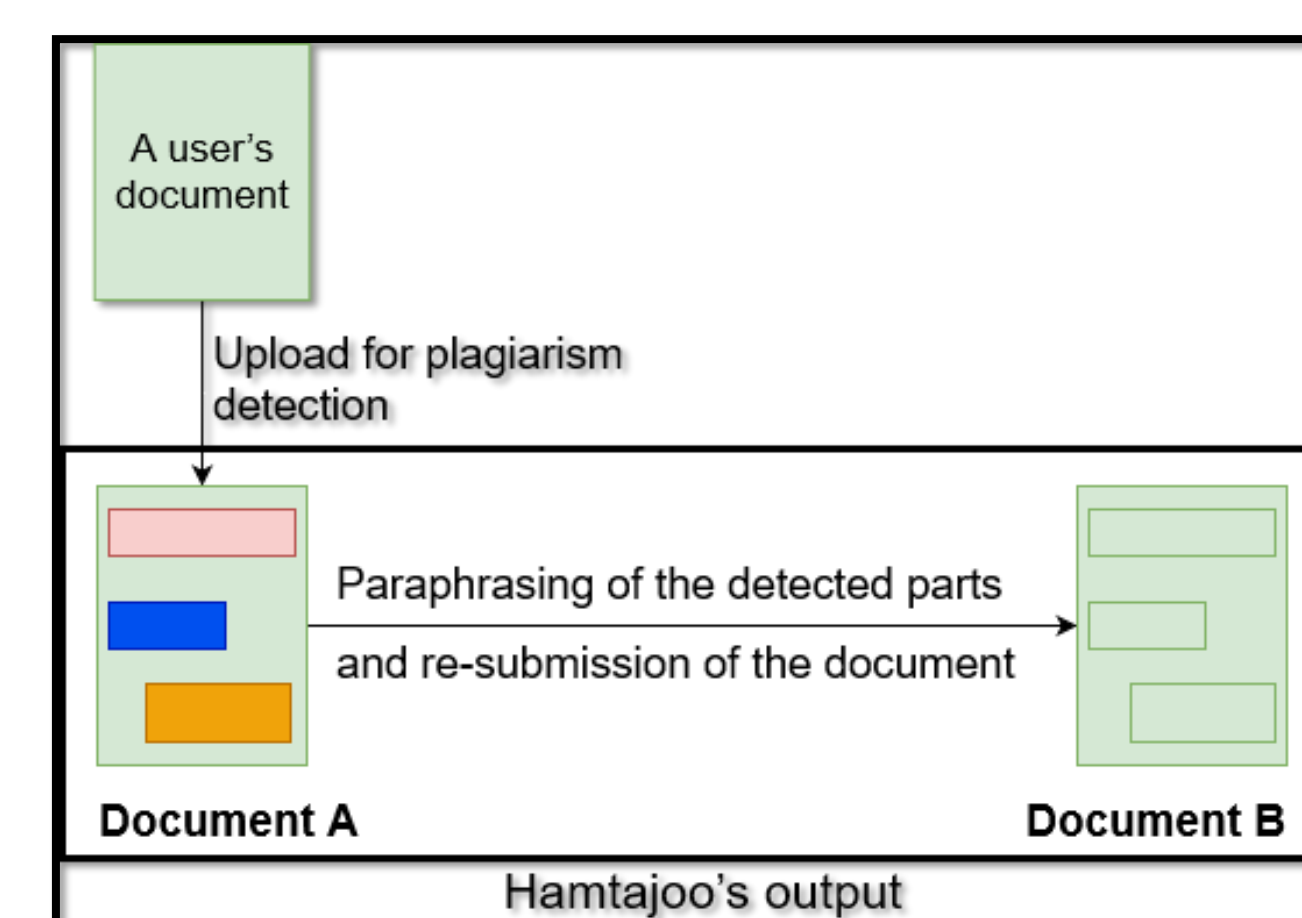 A user’s
document
Upload for plagiarism
detection
Paraphrasing of the detected parts
and re-submission of the document
Document A
Document B
Hamtajoo’s output